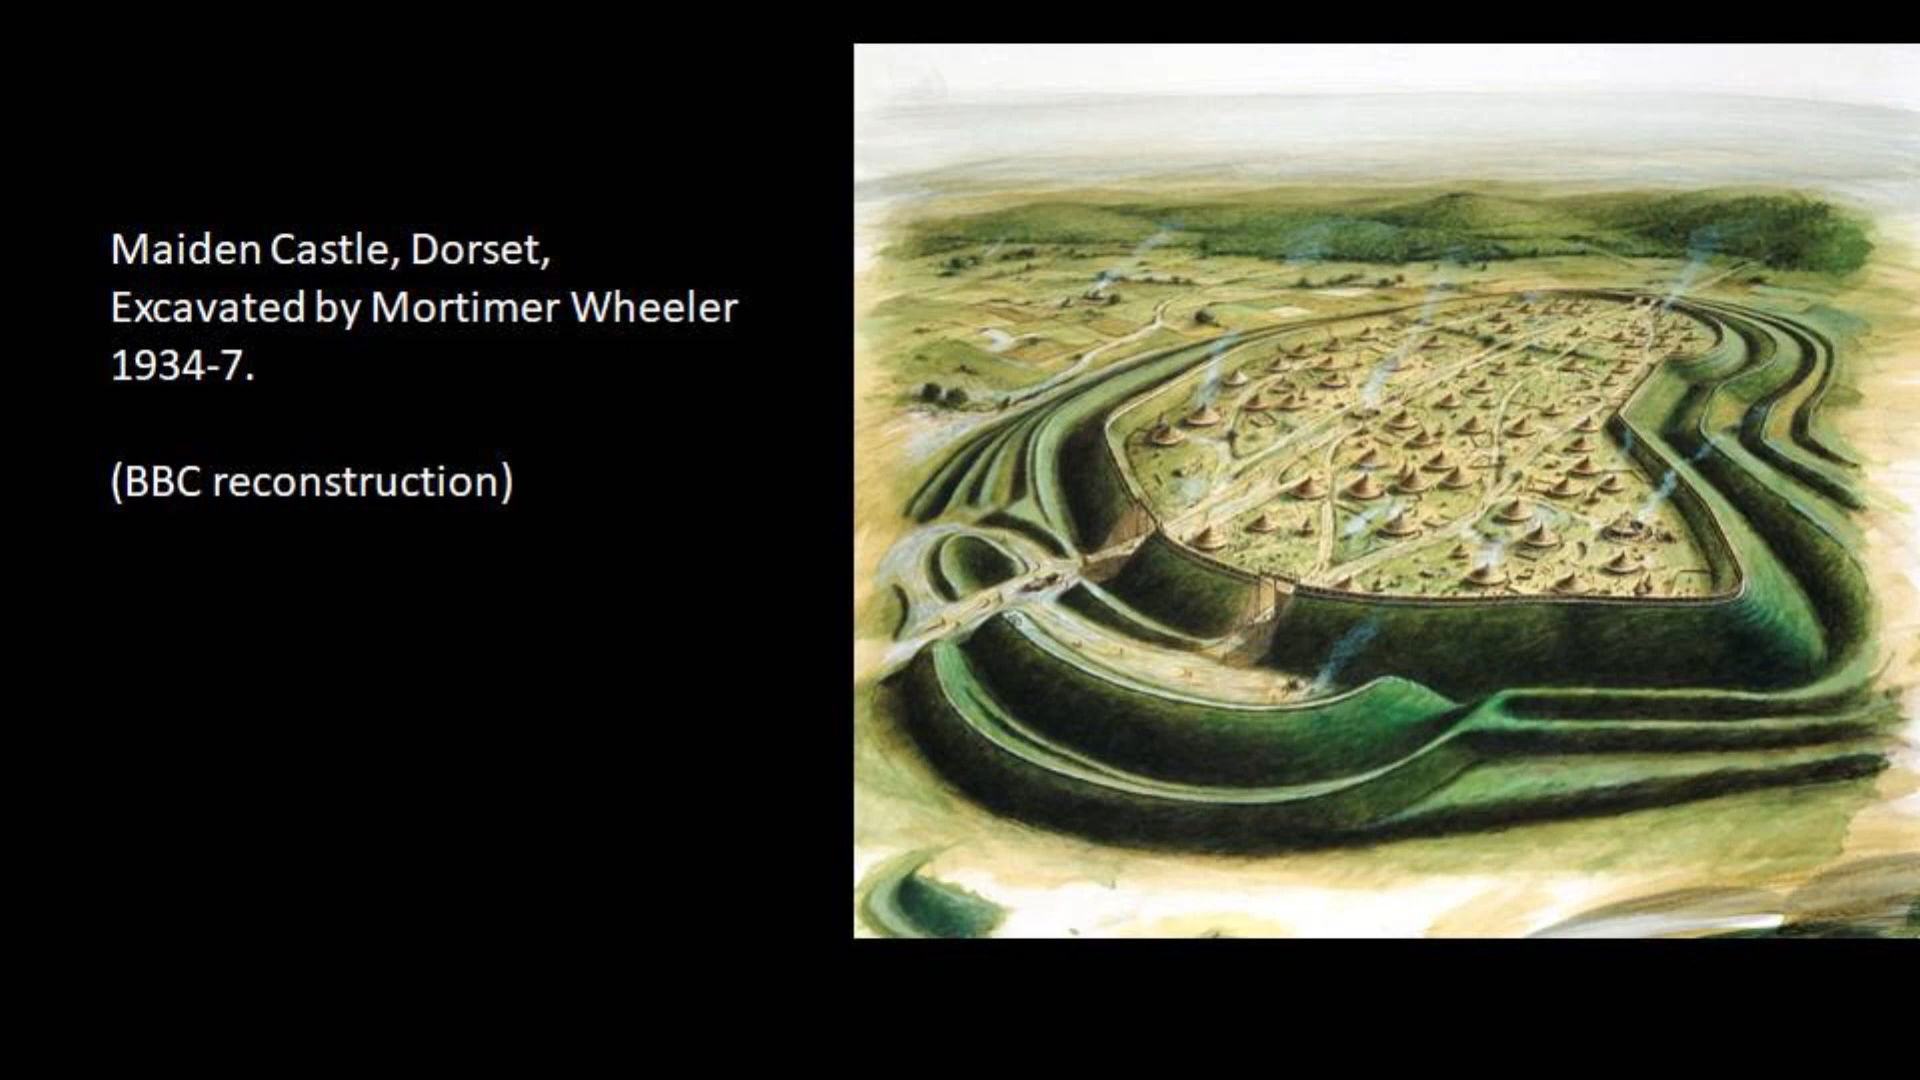 Maiden Castle, Dorset,
Excavated by Mortimer Wheeler
1934-7.
(BBC reconstruction)